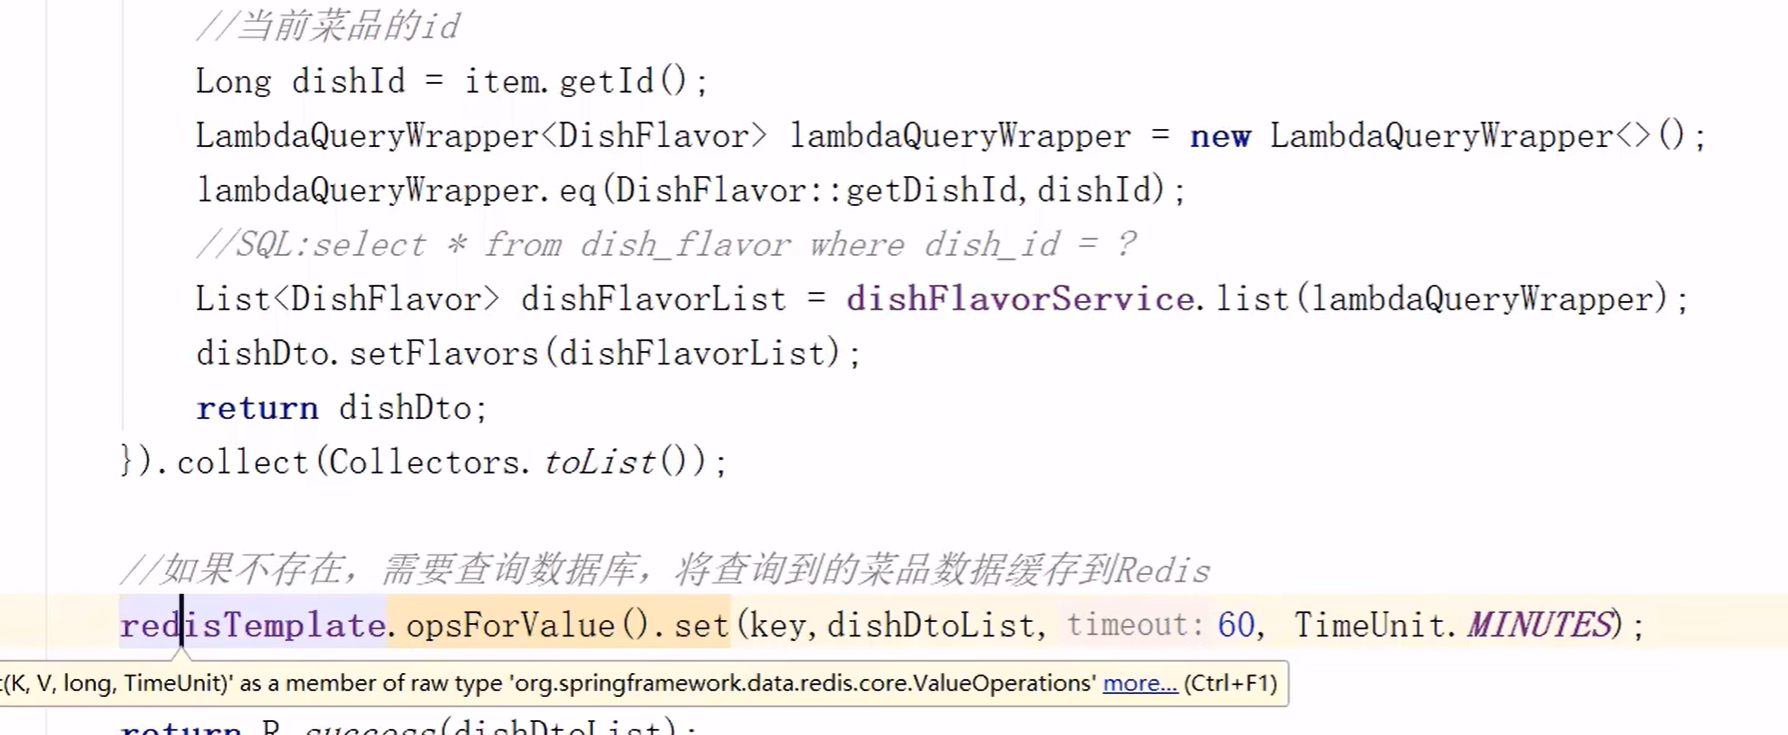 //当前菜品的id
Long dishId = item.getId();
LambdaQueryWrapper<DishFlavor> lambdaQueryWrapper = new LambdaQueryWrapper<>();
lambdaQueryWrapper.eq(DishFlavor::getDishId,dishId);
//SQL:select * from dish_flavor where dish_id = ?
List<DishFlavor> dishFlavorList = dishFlavorService.list(lambdaQueryWrapper);
dishDto.setFlavors(dishFlavorList);
return dishDto;
}).collect(Collectors.toList());
//如果不存在，需要查询数据库，将查询到的菜品数据缓存到Redis
redisTemplate.opsForValue().set(key,dishDtoList, timeout: 60, TimeUnit.MINUTES);
(K, V, long, TimeUnit)' as a member of raw type 'org.springframework.data.redis.core.ValueOperations' more... (Ctrl+F1)
return R.success(dishDtoList);